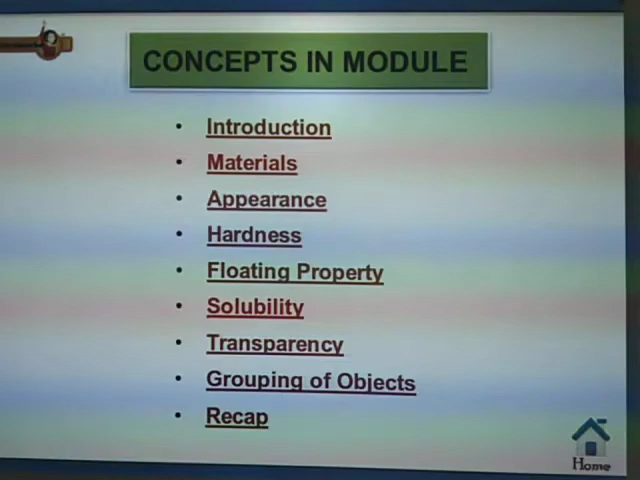 CONCEPTS IN MODULE
• Introduction
• Materials
• Appearance
• Hardness
• Floating Property
• Solubility
• Transparency
• Grouping of Objects
• Recap
Home